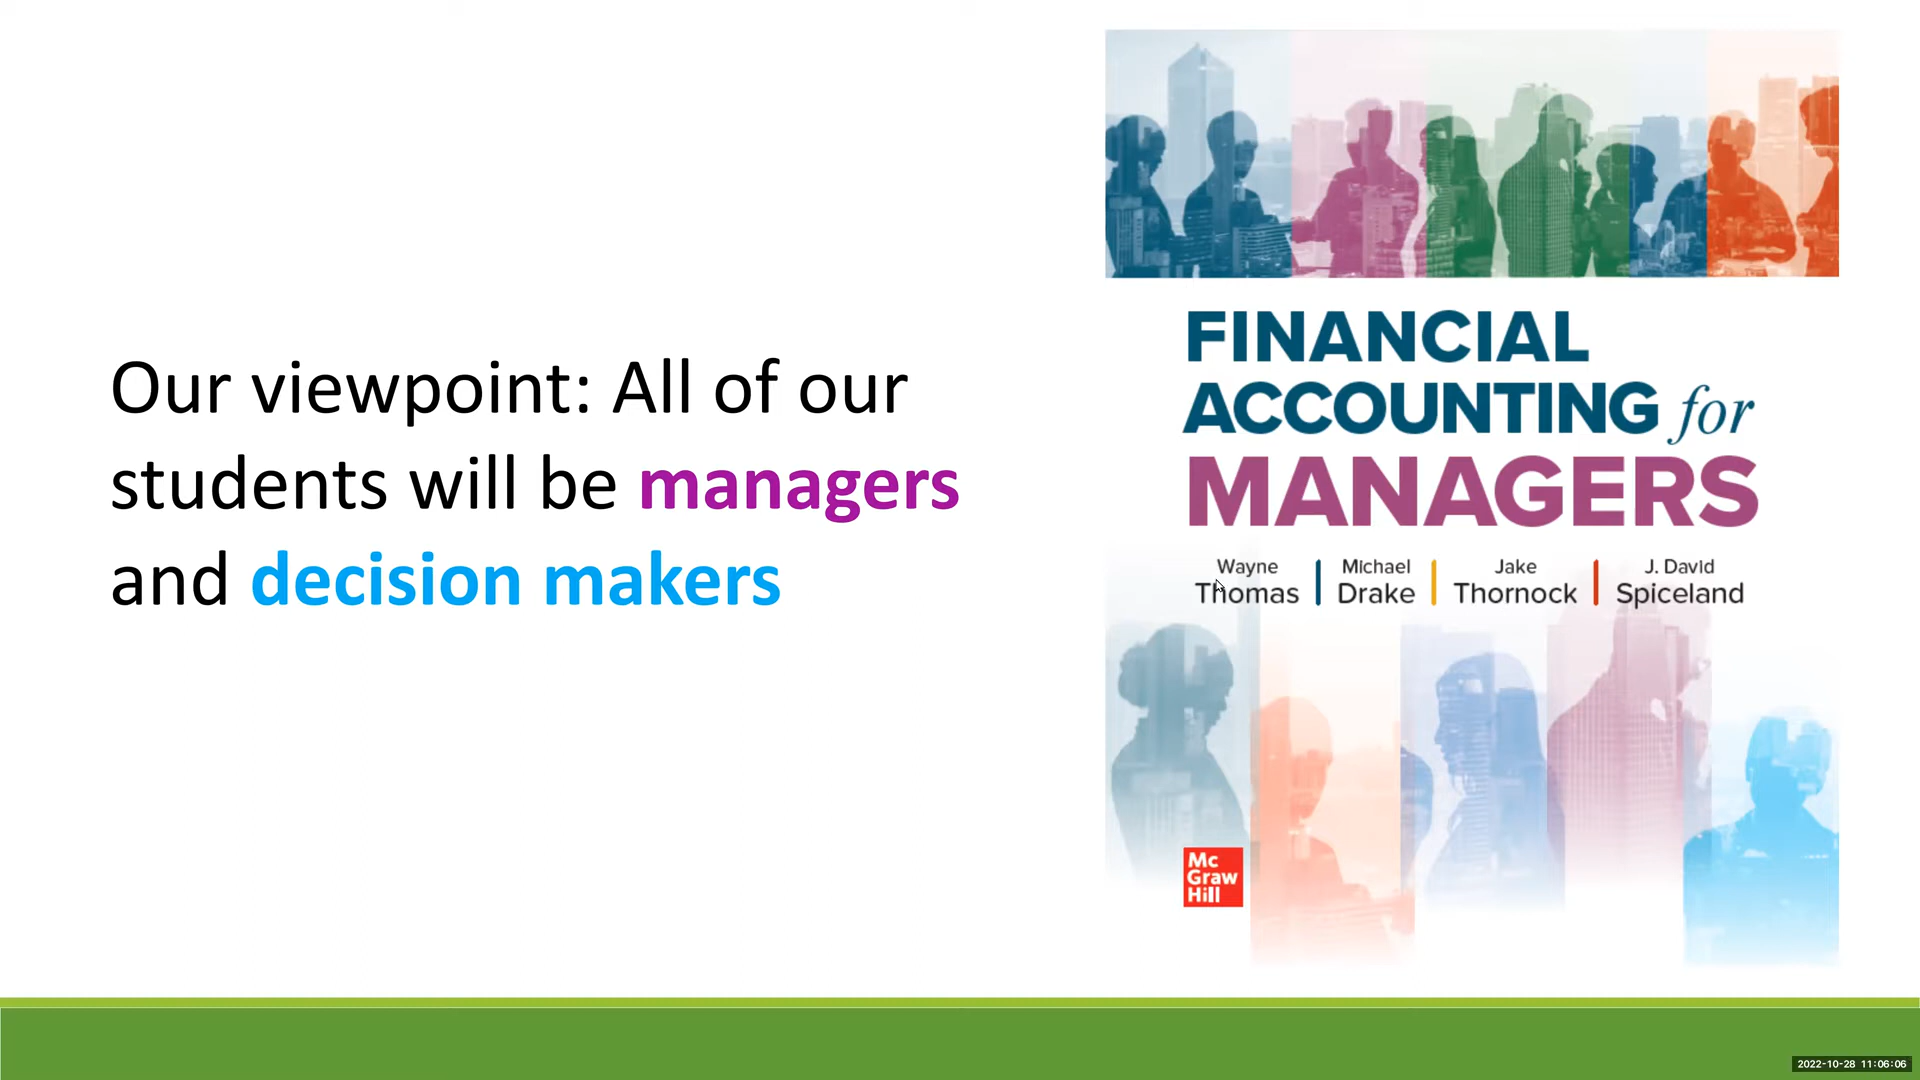 Our viewpoint: All of our
students will be managers
and decision makers
FINANCIAL
ACCOUNTING for
MANAGERS
Wayne Thomas
Michael Drake
Jake Thornock
J. David Spiceland
Mc
Graw
Hill
2022-10-28 11:06:06